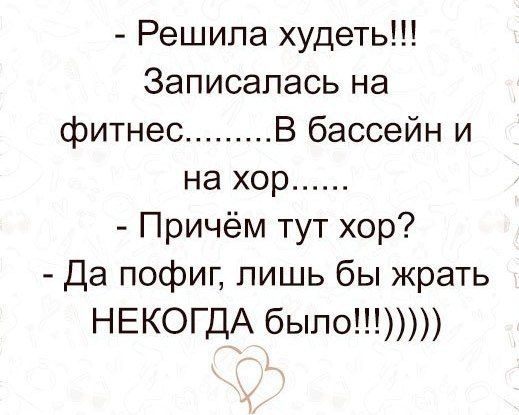 - Решила худеть!!!
Записалась на
фитнес.........В бассейн и
на хор......
- Причём тут хор?
- Да пофиг, лишь бы жрать
НЕКОГДА было!!!)))))